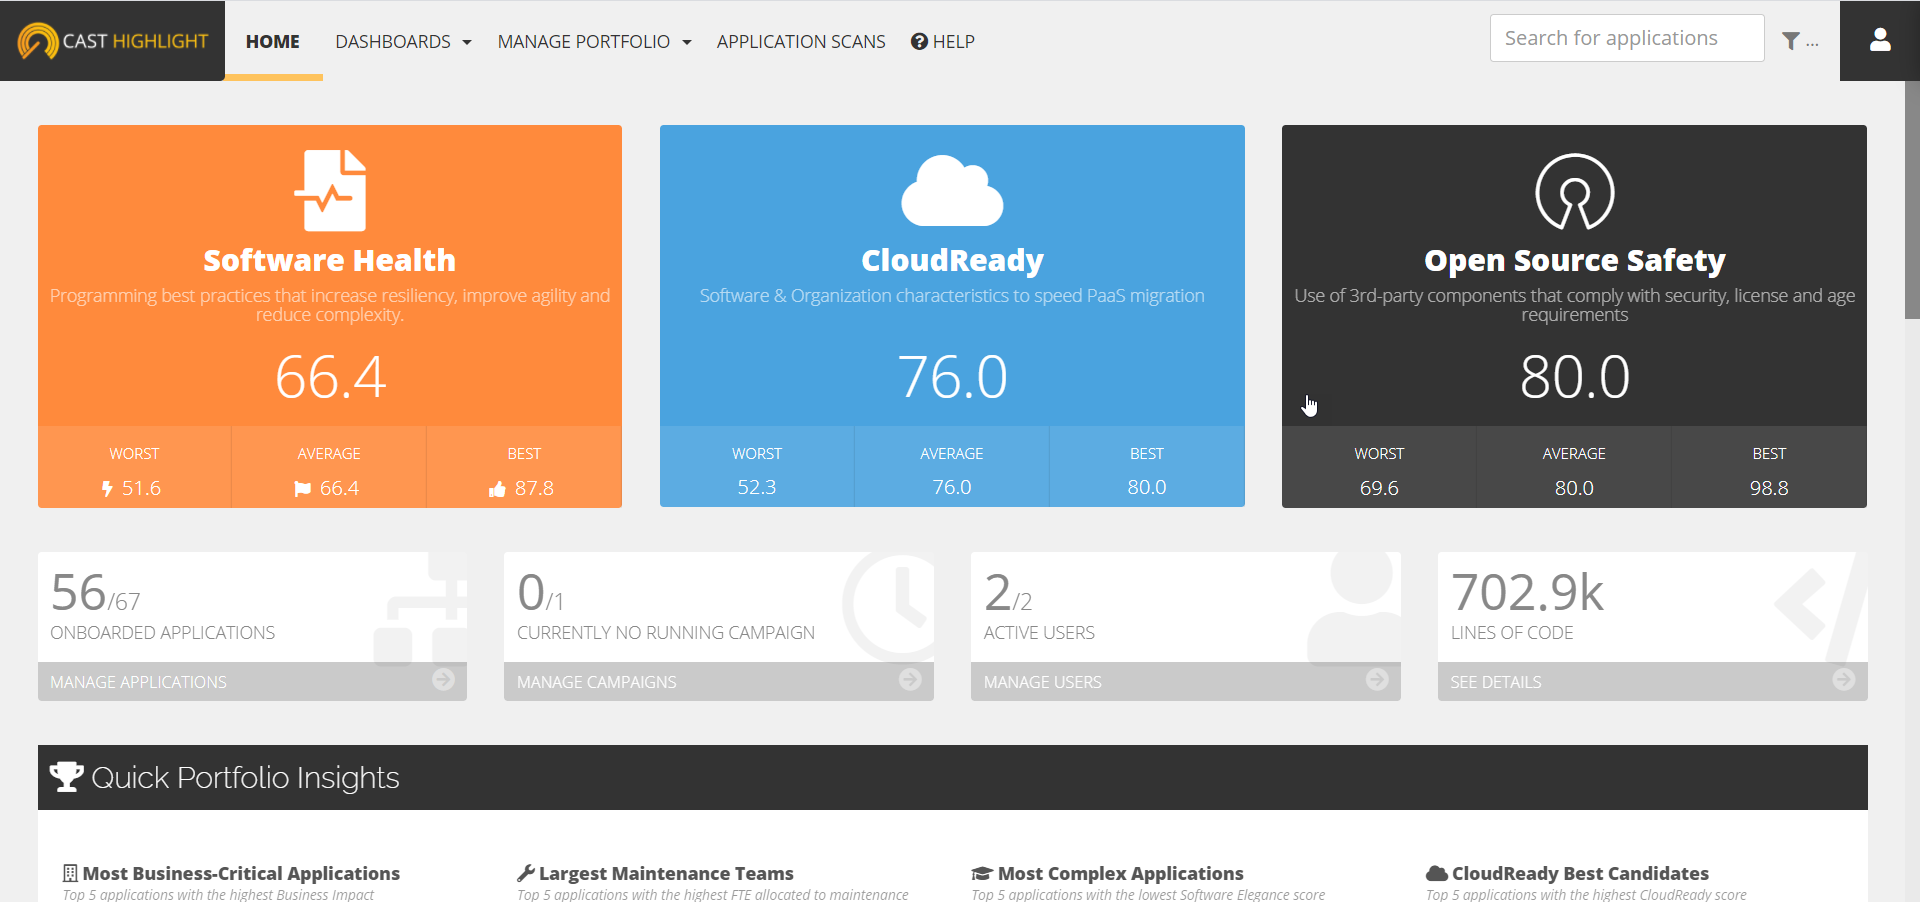 CAST HIGHLIGHT
HOME
DASHBOARDS
MANAGE PORTFOLIO
APPLICATION SCANS
HELP
Search for applications
...
Software Health
Programming best practices that increase resiliency, improve agility and
reduce complexity.
66.4
WORST
AVERAGE
BEST
51.6
66.4
87.8
CloudReady
Software & Organization characteristics to speed PaaS migration
76.0
WORST
AVERAGE
BEST
52.3
76.0
80.0
Open Source Safety
Use of 3rd-party components that comply with security, license and age
requirements
80.0
WORST
AVERAGE
BEST
69.6
80.0
98.8
56/67
ONBOARDED APPLICATIONS
MANAGE APPLICATIONS
0/1
CURRENTLY NO RUNNING CAMPAIGN
MANAGE CAMPAIGNS
2/2
ACTIVE USERS
MANAGE USERS
702.9k
LINES OF CODE
SEE DETAILS
Quick Portfolio Insights
Most Business-Critical Applications
Top 5 applications with the highest Business Impact
Largest Maintenance Teams
Top 5 applications with the highest FTE allocated to maintenance
Most Complex Applications
Top 5 applications with the lowest Software Elegance score
CloudReady Best Candidates
Top 5 applications with the highest CloudReady score